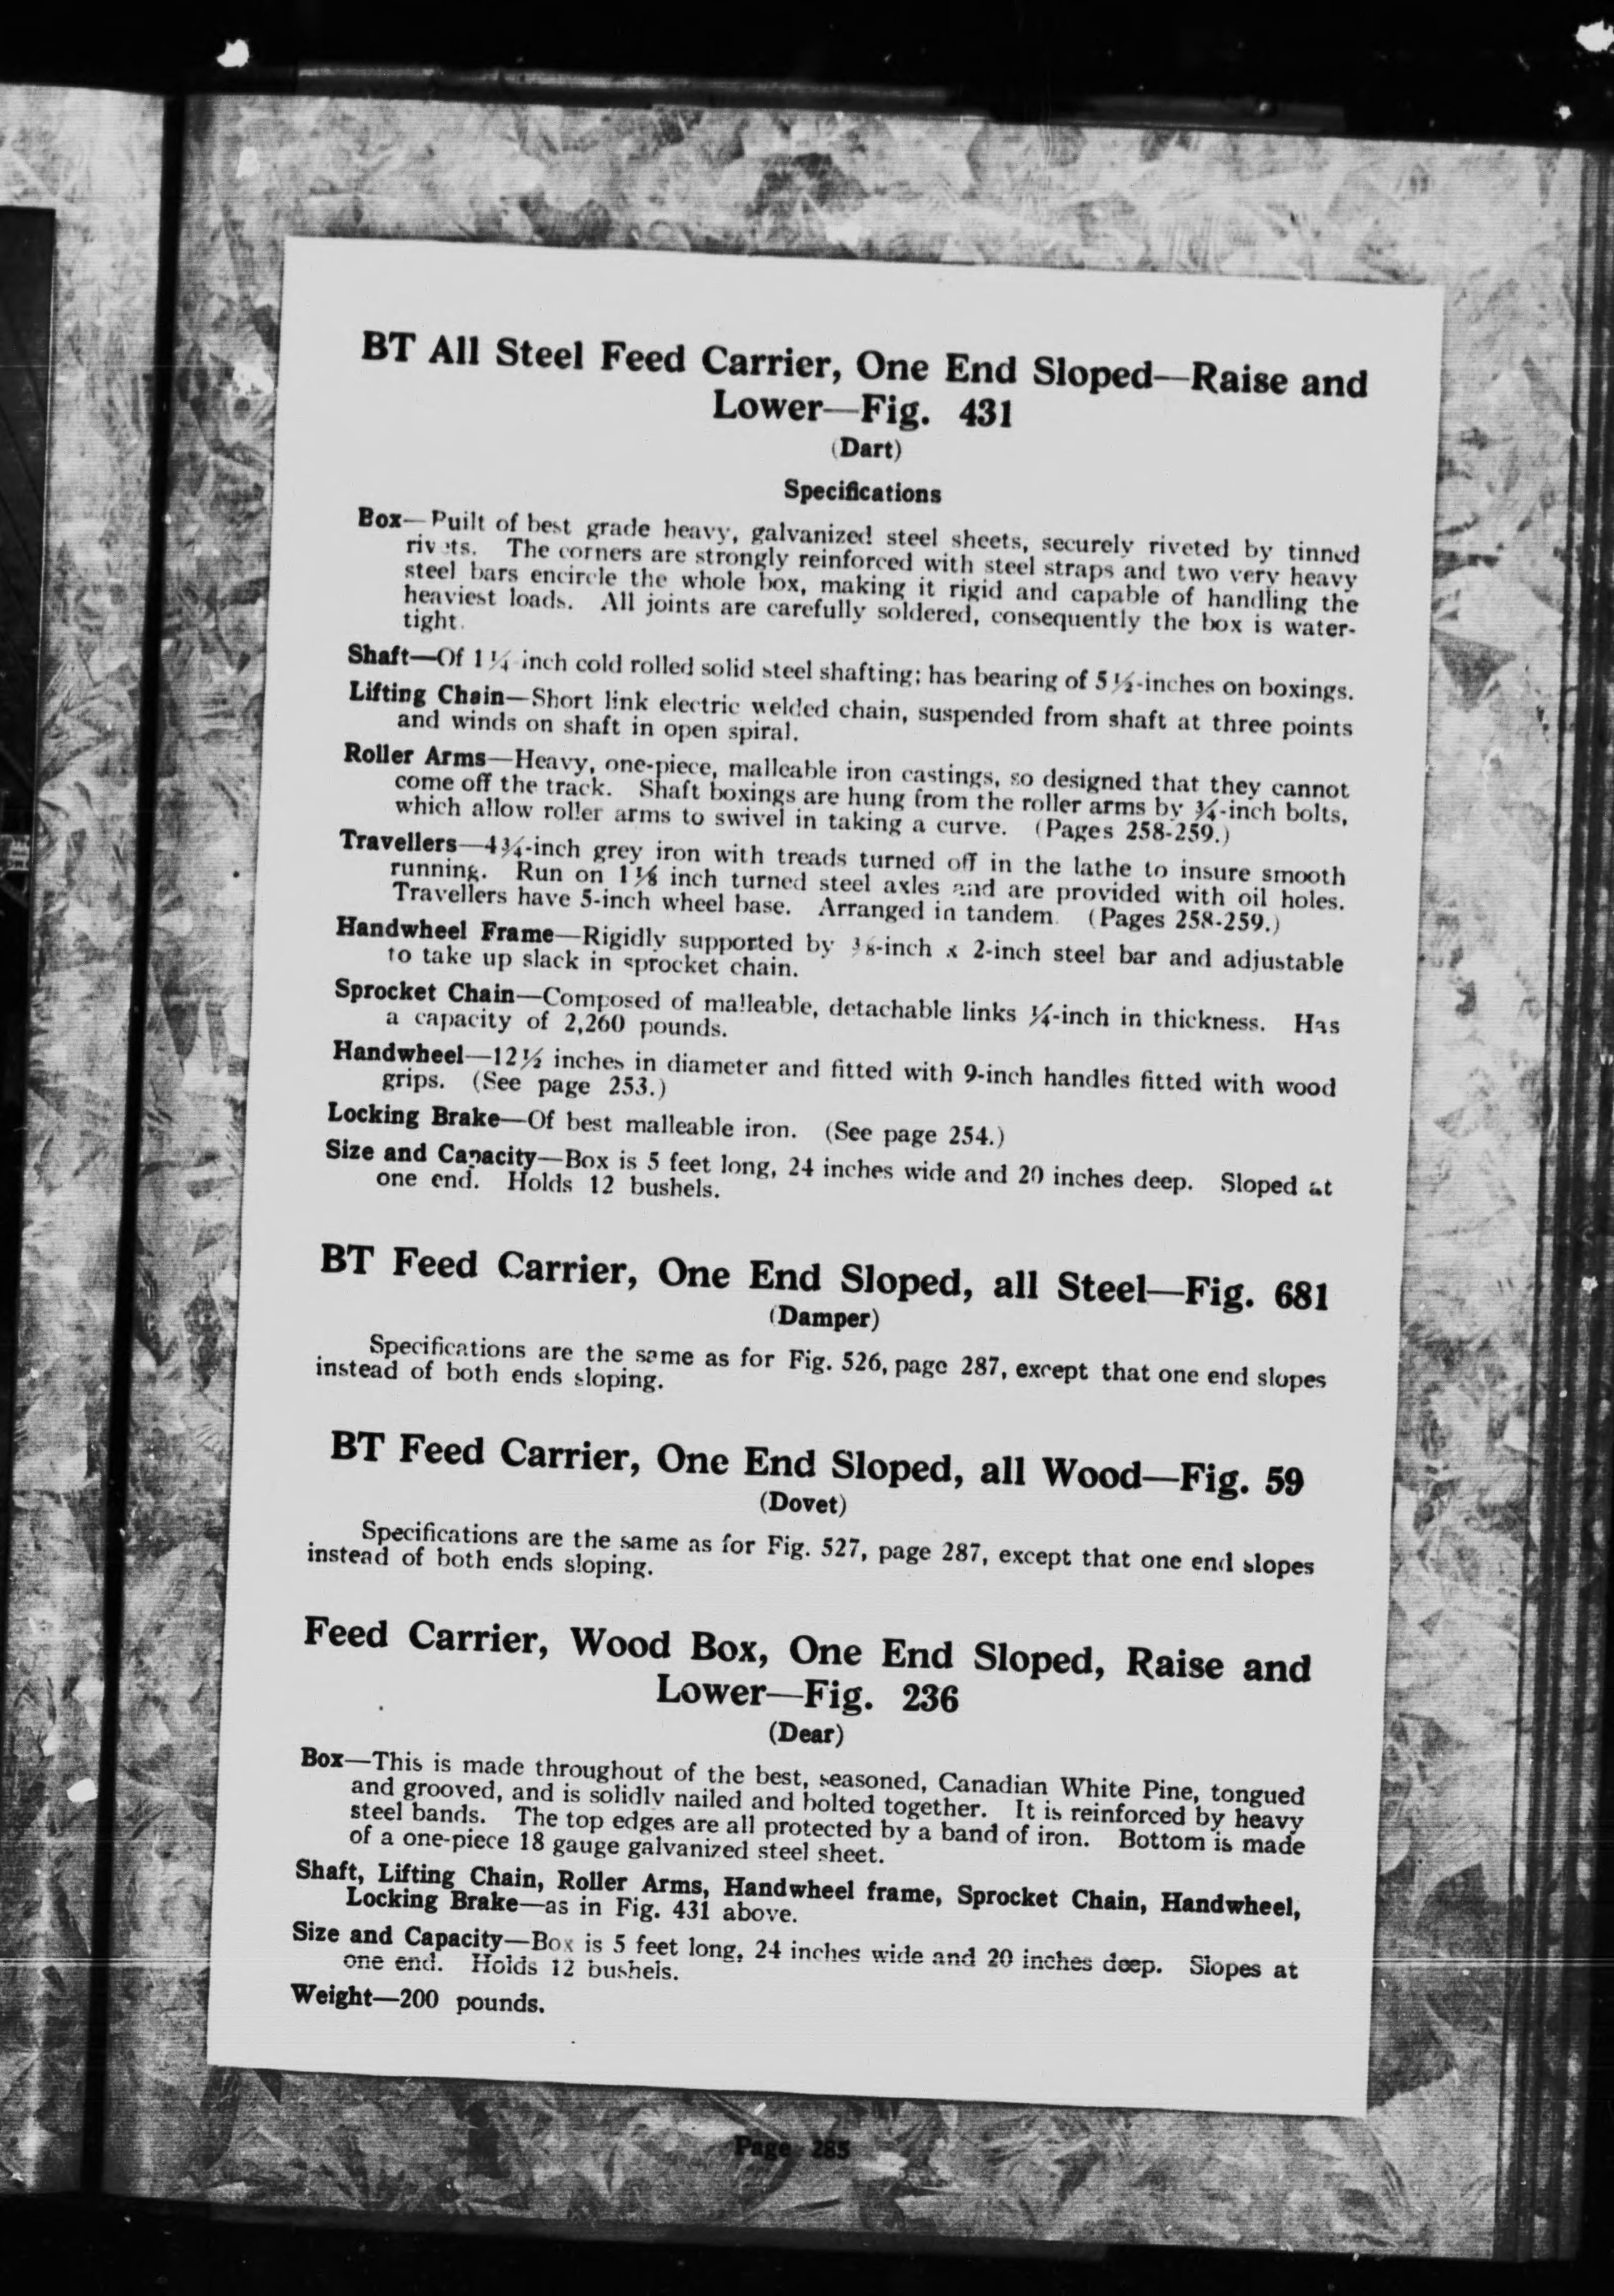 BT All Steel Feed Carrier, One End Sloped—Raise and
Lower—Fig. 431
(Dart)
Specifications
Box—Built of best grade heavy, galvanized steel sheets, securely riveted by tinned
rivets. The corners are strongly reinforced with steel straps and two very heavy
steel bars encircle the whole box, making it rigid and capable of handling the
heaviest loads. All joints are carefully soldered, consequently the box is water-
tight.
Shaft—Of 1¼ inch cold rolled solid steel shafting; has bearing of 5½-inches on boxings.
Lifting Chain—Short link electric welded chain, suspended from shaft at three points
and winds on shaft in open spiral.
Roller Arms—Heavy, one-piece, malleable iron castings, so designed that they cannot
come off the track. Shaft boxings are hung from the roller arms by ¾-inch bolts,
which allow roller arms to swivel in taking a curve. (Pages 258-259.)
Travellers—4¾-inch grey iron with treads turned off in the lathe to insure smooth
running. Run on 1⅛ inch turned steel axles and are provided with oil holes.
Travellers have 5-inch wheel base. Arranged in tandem. (Pages 258-259.)
Handwheel Frame—Rigidly supported by ⅜-inch x 2-inch steel bar and adjustable
to take up slack in sprocket chain.
Sprocket Chain—Composed of malleable, detachable links ¼-inch in thickness. Has
a capacity of 2,260 pounds.
Handwheel—12½ inches in diameter and fitted with 9-inch handles fitted with wood
grips. (See page 253.)
Locking Brake—Of best malleable iron. (See page 254.)
Size and Capacity—Box is 5 feet long, 24 inches wide and 20 inches deep. Sloped at
one end. Holds 12 bushels.
BT Feed Carrier, One End Sloped, all Steel—Fig. 681
(Damper)
Specifications are the same as for Fig. 526, page 287, except that one end slopes
instead of both ends sloping.
BT Feed Carrier, One End Sloped, all Wood—Fig. 59
(Dovet)
Specifications are the same as for Fig. 527, page 287, except that one end slopes
instead of both ends sloping.
Feed Carrier, Wood Box, One End Sloped, Raise and
Lower—Fig. 236
(Dear)
Box—This is made throughout of the best, seasoned, Canadian White Pine, tongued
and grooved, and is solidly nailed and bolted together. It is reinforced by heavy
steel bands. The top edges are all protected by a band of iron. Bottom is made
of a one-piece 18 gauge galvanized steel sheet.
Shaft, Lifting Chain, Roller Arms, Handwheel frame, Sprocket Chain, Handwheel,
Locking Brake—as in Fig. 431 above.
Size and Capacity—Box is 5 feet long, 24 inches wide and 20 inches deep. Slopes at
one end. Holds 12 bushels.
Weight—200 pounds.
Page 285